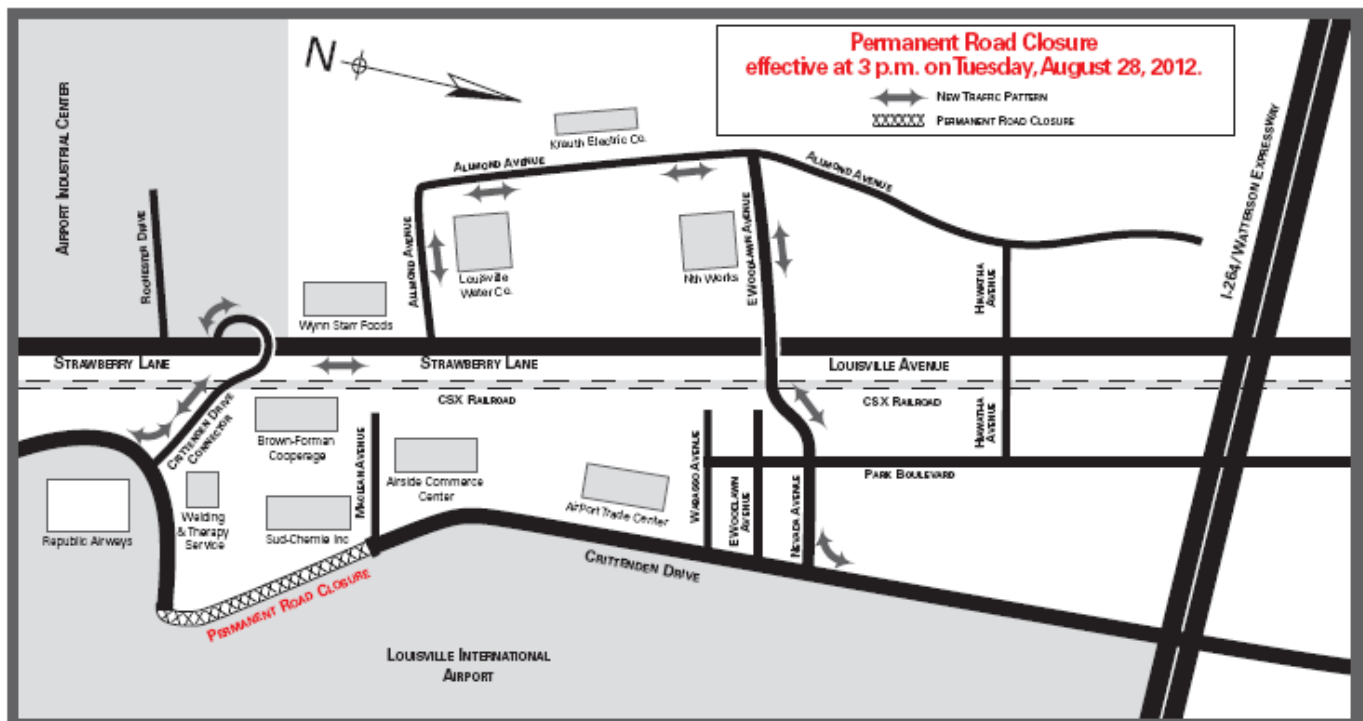 Permanent Road Closure
effective at 3 p.m. on Tuesday, August 28, 2012.
NEW TRAFFIC PATTERN
PERMANENT ROAD CLOSURE
N
AIRPORT INDUSTRIAL CENTER
ROCHESTER DRIVE
Krauth Electric Co.
ALLMOND AVENUE
ALLMOND AVENUE
ALLMOND AVENUE
Louisville
Water Co.
Nth Works
E WOODLAWN AVENUE
HIAWATHA
AVENUE
I-264/WATTERSON EXPRESSWAY
Wynn Starr Foods
STRAWBERRY LANE
STRAWBERRY LANE
LOUISVILLE AVENUE
CSX RAILROAD
CSX RAILROAD
HIAWATHA
AVENUE
CRITTENDEN DRIVE
CONNECTOR
Brown-Forman
Cooperage
MACLEAN AVENUE
Airside Commerce
Center
AirPort Trade Center
WABASSO AVENUE
E WOODLAWN
AVENUE
NEVADA AVENUE
PARK BOULEVARD
Republic Airways
Welding
& Therapy
Service
Sud-Chemie Inc
CRITTENDEN DRIVE
PERMANENT ROAD CLOSURE
LOUISVILLE INTERNATIONAL
AIRPORT